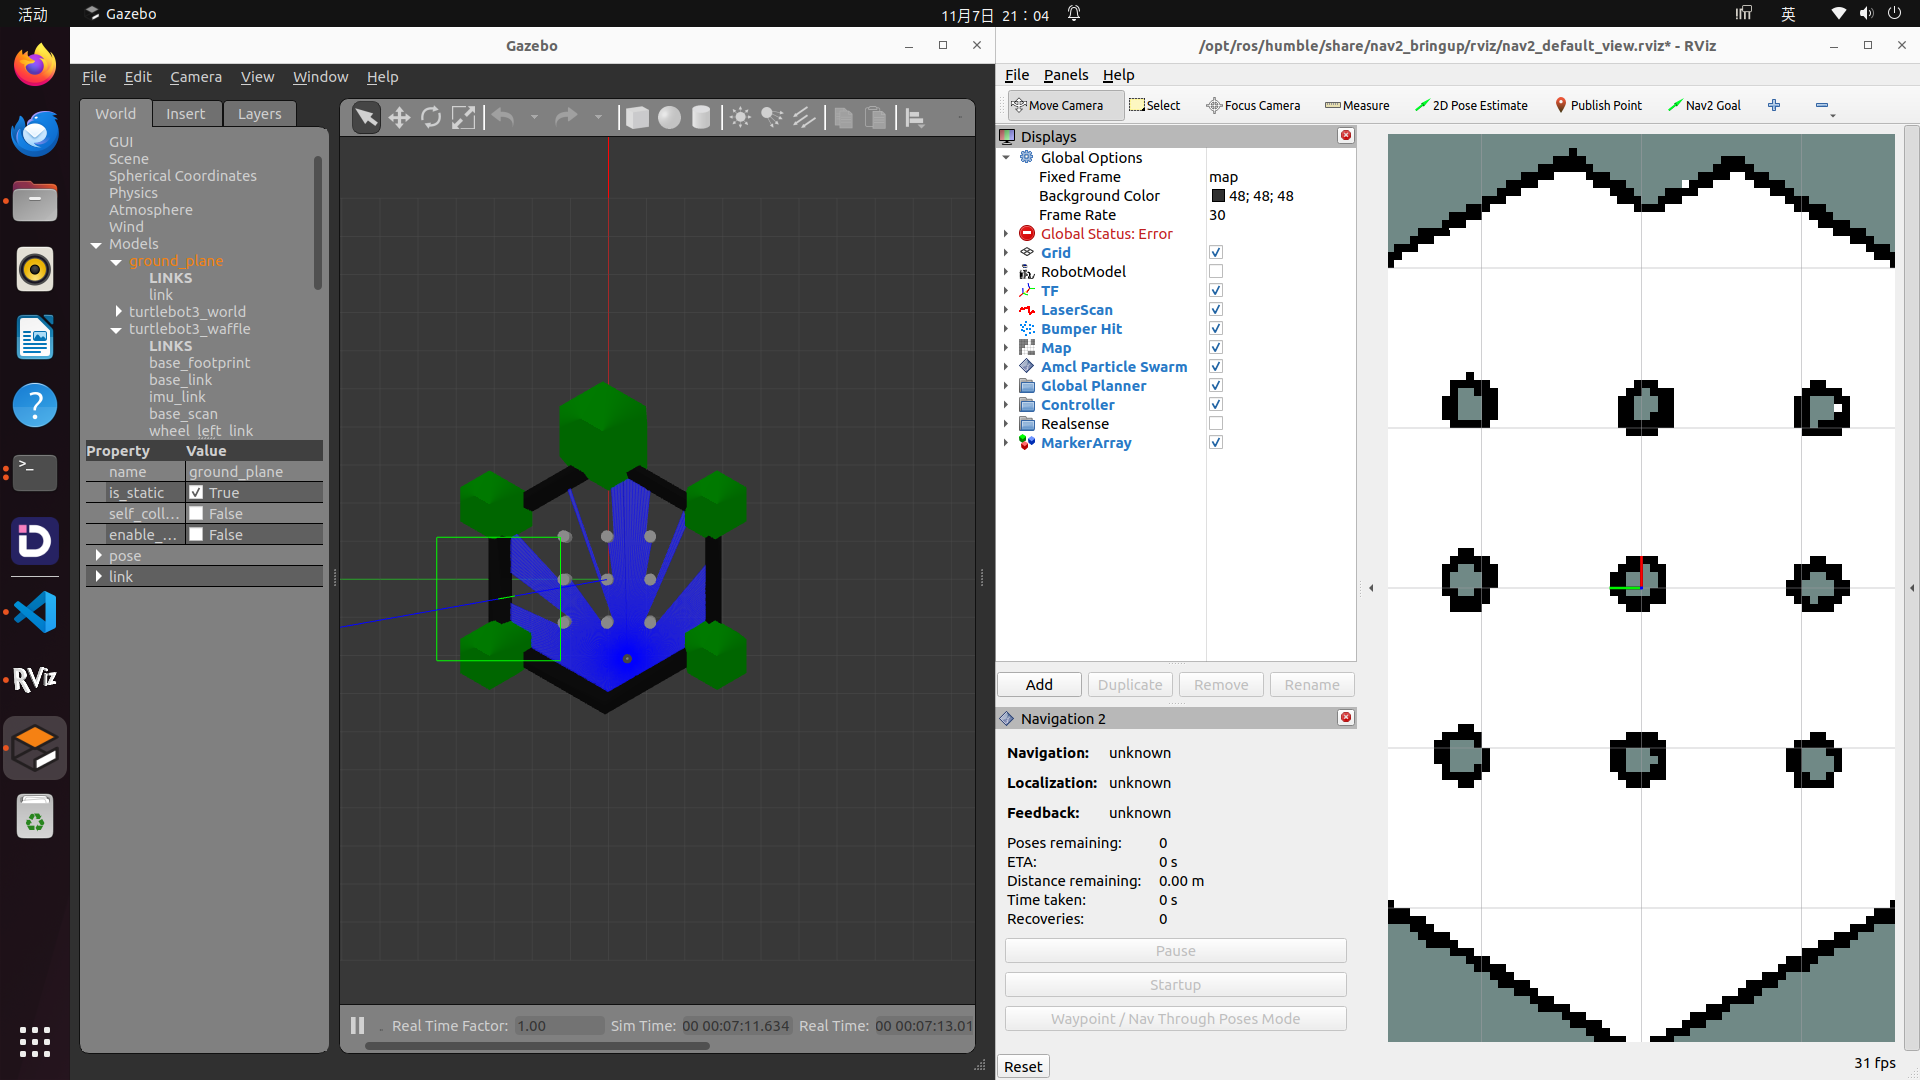 活动
Gazebo
11月7日 21：04
英
Gazebo
File Edit Camera View Window Help
World Insert Layers
GUI
Scene
Spherical Coordinates
Physics
Atmosphere
Wind
Models
ground_plane
LINKS
link
turtlebot3_world
turtlebot3_waffle
LINKS
base_footprint
base_link
imu_link
base_scan
wheel_left_link
Property Value
name ground_plane
is_static True
self_coll... False
enable_... False
pose
link
Real Time Factor: 1.00 Sim Time: 00 00:07:11.634 Real Time: 00 00:07:13.01
/opt/ros/humble/share/nav2_bringup/rviz/nav2_default_view.rviz* - RViz
File Panels Help
Move Camera Select Focus Camera Measure 2D Pose Estimate Publish Point Nav2 Goal
Displays
Global Options
Fixed Frame map
Background Color 48; 48; 48
Frame Rate 30
Global Status: Error
Grid
RobotModel
TF
LaserScan
Bumper Hit
Map
Amcl Particle Swarm
Global Planner
Controller
Realsense
MarkerArray
Add Duplicate Remove Rename
Navigation 2
Navigation: unknown
Localization: unknown
Feedback: unknown
Poses remaining: 0
ETA: 0 s
Distance remaining: 0.00 m
Time taken: 0 s
Recoveries: 0
Pause
Startup
Waypoint / Nav Through Poses Mode
Reset
31 fps
RViz